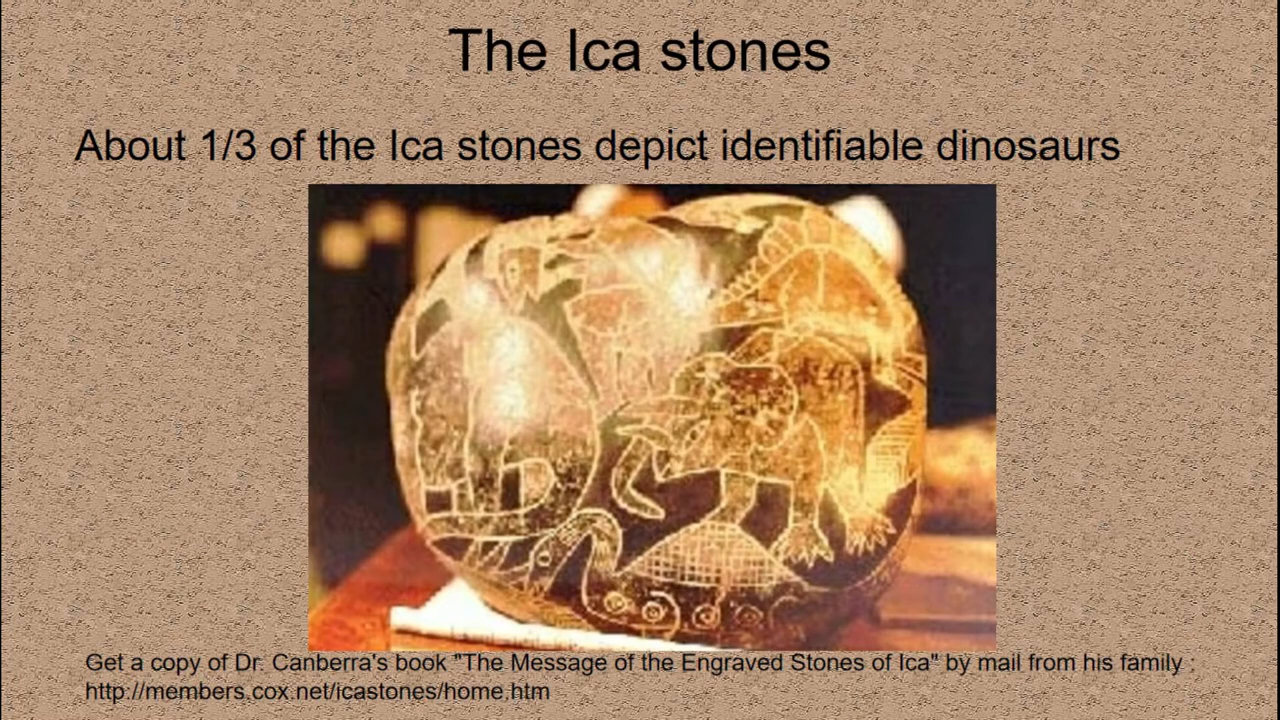 The Ica stones
About 1/3 of the Ica stones depict identifiable dinosaurs
Get a copy of Dr. Canberra's book "The Message of the Engraved Stones of Ica" by mail from his family :
http://members.cox.net/icastones/home.htm